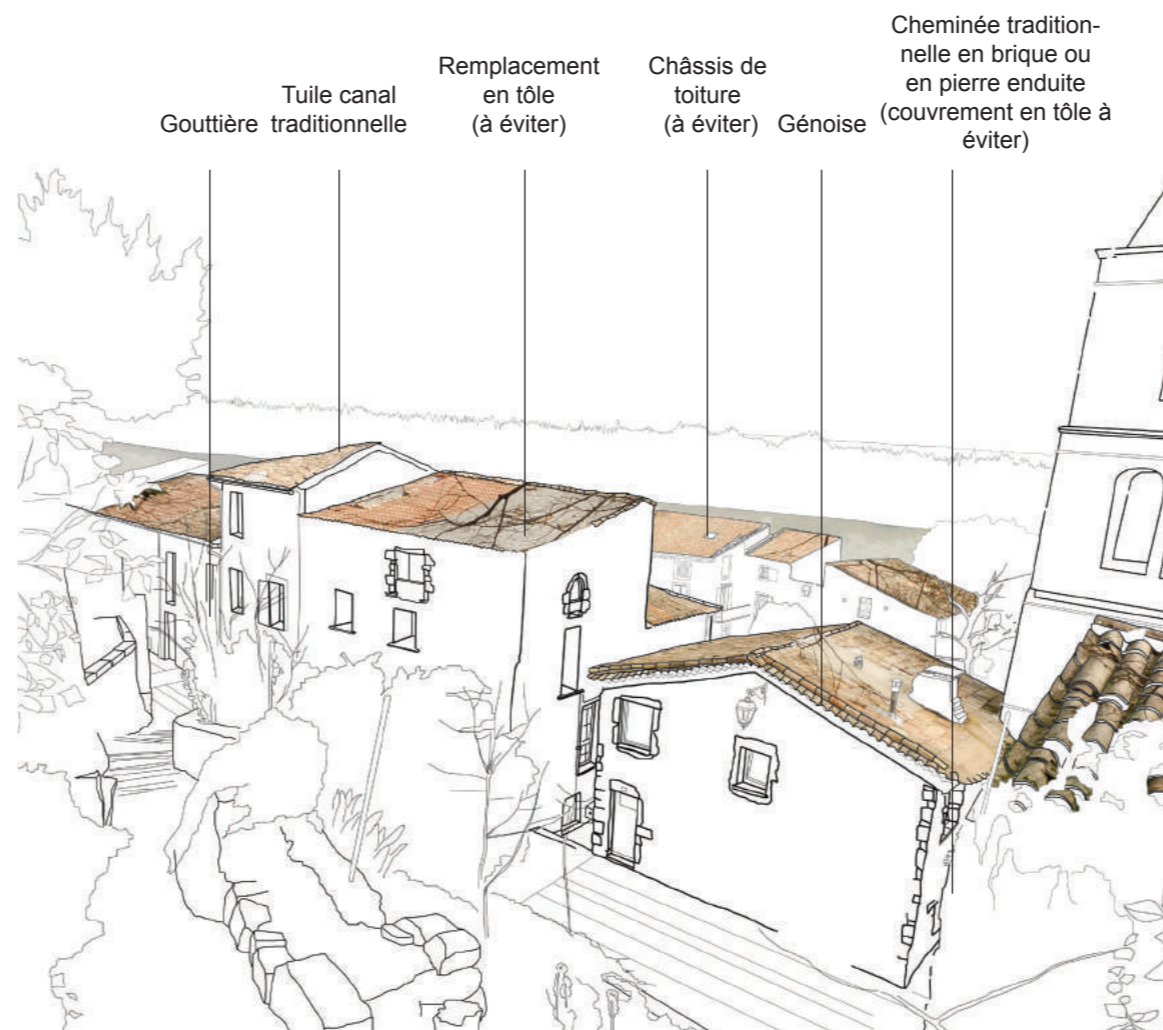 Gouttière
Tuile canal
traditionnelle
Remplacement
en tôle
(à éviter)
Châssis de
toiture
(à éviter)
Génoise
Cheminée tradition-
nelle en brique ou
en pierre enduite
(couvrement en tôle à
éviter)